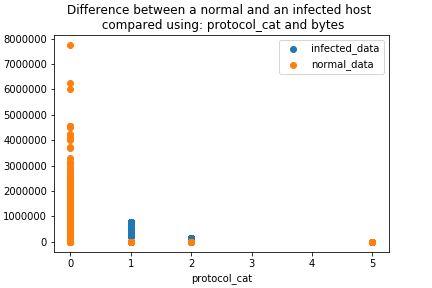 Difference between a normal and an infected host
compared using: protocol_cat and bytes
infected_data
normal_data
8000000
7000000
6000000
5000000
4000000
3000000
2000000
1000000
0
0 1 2 3 4 5
protocol_cat